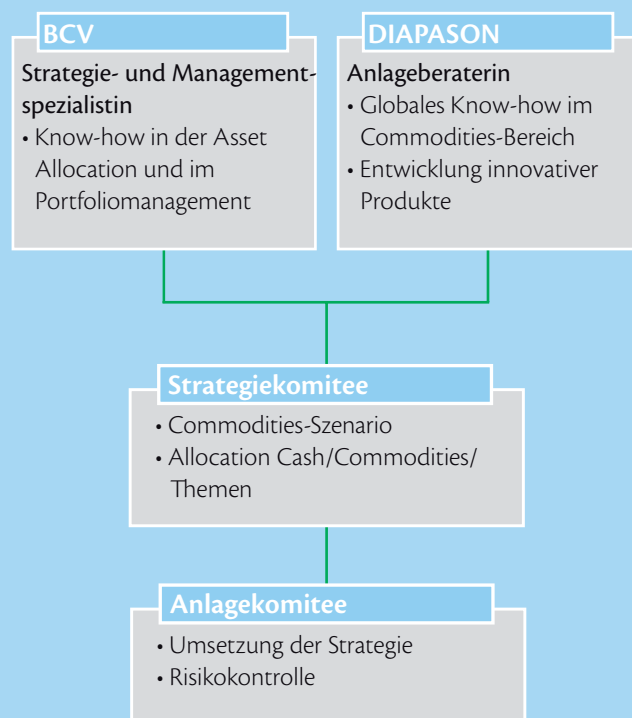 BCV
Strategie- und Management-
spezialistin
• Know-how in der Asset
Allocation und im
Portfoliomanagement
DIAPASON
Anlageberaterin
• Globales Know-how im
Commodities-Bereich
• Entwicklung innovativer
Produkte
Strategiekomitee
• Commodities-Szenario
• Allocation Cash/Commodities/
Themen
Anlagekomitee
• Umsetzung der Strategie
• Risikokontrolle